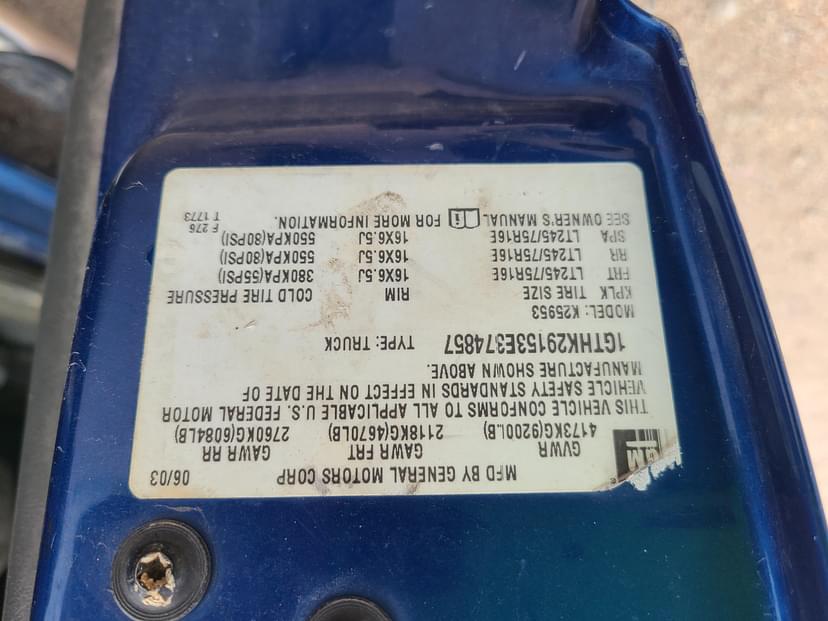 MFD BY GENERAL MOTORS CORP 06/03
GM
GVWR GAWR FRT GAWR RR
4173KG(9200LB) 2118KG(4670LB) 2760KG(6084LB)
THIS VEHICLE CONFORMS TO ALL APPLICABLE U.S. FEDERAL MOTOR
VEHICLE SAFETY STANDARDS IN EFFECT ON THE DATE OF
MANUFACTURE SHOWN ABOVE.
1GTHK29153E374857 TYPE: TRUCK
MODEL: K25953
KPLK TIRE SIZE RIM COLD TIRE PRESSURE
FRT LT245/75R16E 16X6.5J 380KPA(55PSI)
RR LT245/75R16E 16X6.5J 550KPA(80PSI)
SPA LT245/75R16E 16X6.5J 550KPA(80PSI)
SEE OWNER'S MANUAL FOR MORE INFORMATION.
F 276
T 1773